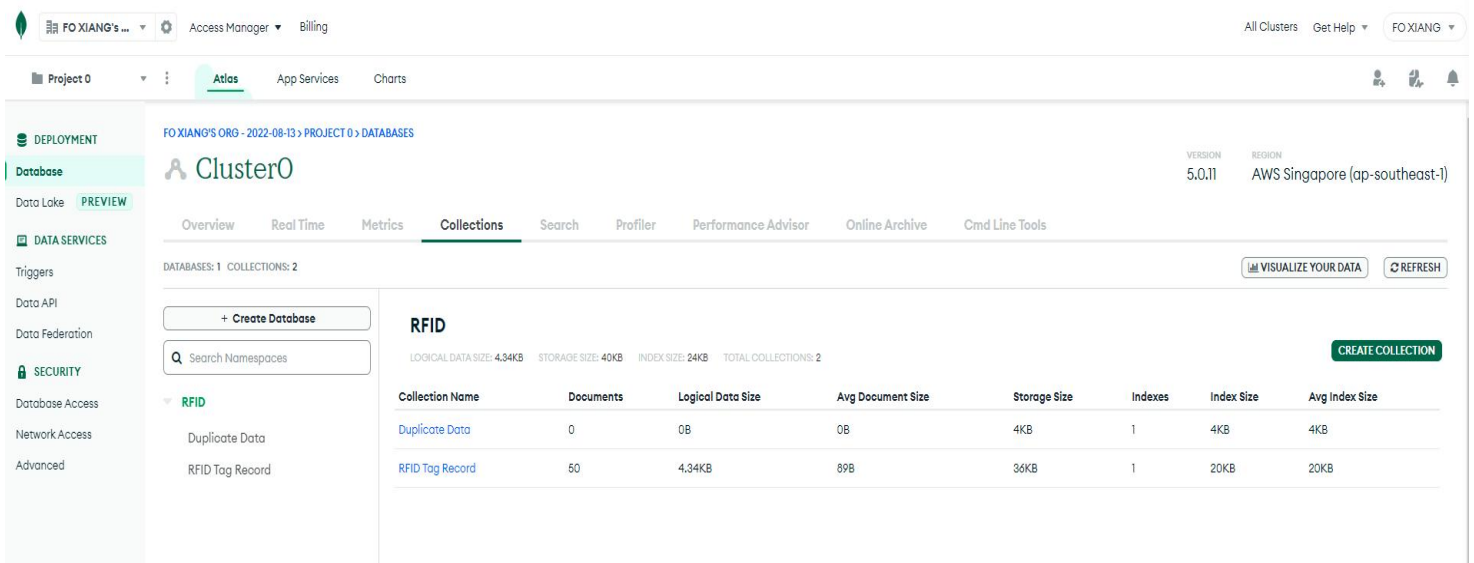 FO XIANG's ... Access Manager Billing All Clusters Get Help FO XIANG
Project 0 Atlas App Services Charts
DEPLOYMENT
Database
Data Lake PREVIEW
DATA SERVICES
Triggers
Data API
Data Federation
SECURITY
Database Access
Network Access
Advanced
FO XIANG'S ORG - 2022-08-13 > PROJECT 0 > DATABASES
Cluster0
VERSION REGION
5.0.11 AWS Singapore (ap-southeast-1)
Overview Real Time Metrics Collections Search Profiler Performance Advisor Online Archive Cmd Line Tools
DATABASES: 1 COLLECTIONS: 2 VISUALIZE YOUR DATA REFRESH
+ Create Database
Search Namespaces
RFID
Duplicate Data
RFID Tag Record
RFID
LOGICAL DATA SIZE: 4.34KB STORAGE SIZE: 40KB INDEX SIZE: 24KB TOTAL COLLECTIONS: 2
CREATE COLLECTION
Collection Name Documents Logical Data Size Avg Document Size Storage Size Indexes Index Size Avg Index Size
Duplicate Data 0 0B 0B 4KB 1 4KB 4KB
RFID Tag Record 50 4.34KB 89B 36KB 1 20KB 20KB